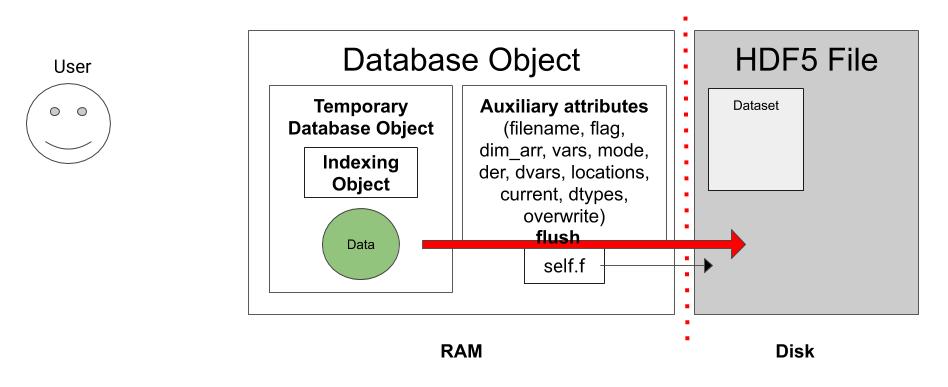 User
Database Object
HDF5 File
Temporary
Database Object
Indexing
Object
Data
Auxiliary attributes
(filename, flag,
dim_arr, vars, mode,
der, dvars, locations,
current, dtypes,
overwrite)
flush
self.f
Dataset
RAM
Disk